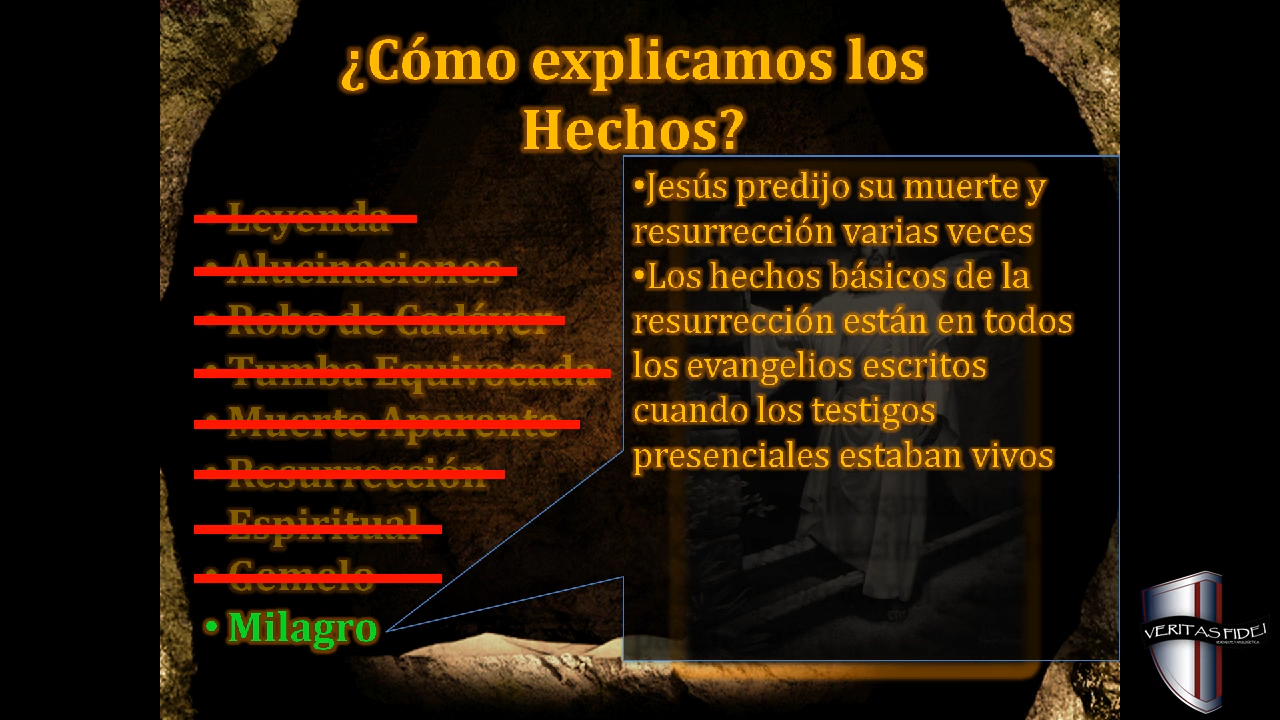 ¿Cómo explicamos los
Hechos?
• Leyenda
• Alucinaciones
• Robo de Cadáver
• Tumba Equivocada
• Muerte Aparente
• Resurrección
Espiritual
• Gemelo
• Milagro
•Jesús predijo su muerte y
resurrección varias veces
•Los hechos básicos de la
resurrección están en todos
los evangelios escritos
cuando los testigos
presenciales estaban vivos
VERITAS FIDEI